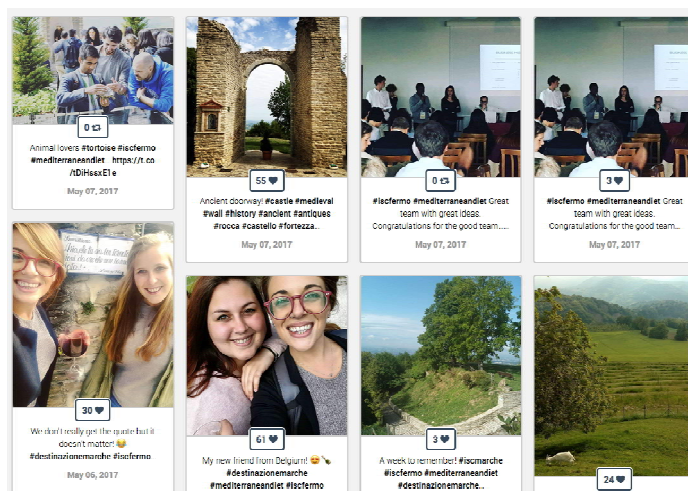 0
Animal lovers #tortoise #iscfermo
#mediterraneandiet https://t.co
/tDiHssxE1e
May 07, 2017
55
Ancient doorway! #castle #medieval
#wall #history #ancient #antiques
#rocca #castello #fortezza...
May 07, 2017
0
#iscfermo #mediterraneandiet Great
team with great ideas.
Congratulations for the good team.....
May 07, 2017
3
#iscfermo #mediterraneandiet Great
team with great ideas.
Congratulations for the good team...
May 07, 2017
30
We don't really get the quote but it
doesn't matter! 😂
#destinazionemarche #iscfermo
May 06, 2017
61
My new friend from Belgium! 😍🍾
#destinazionemarche
#mediterraneandiet #iscfermo
3
A week to remember! #iscmarche
#iscfermo #mediterraneandiet
#destinazionemarche...
24